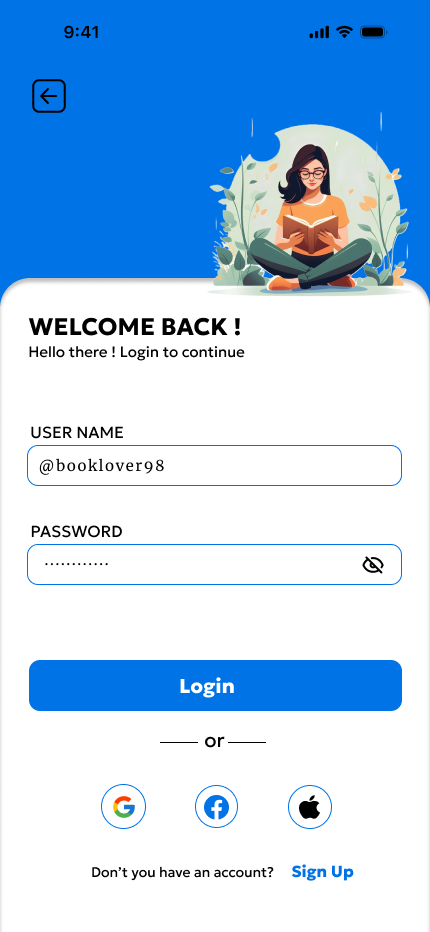 9:41
WELCOME BACK !
Hello there ! Login to continue
USER NAME
@booklover98
PASSWORD
············
Login
or
Don’t you have an account? Sign Up